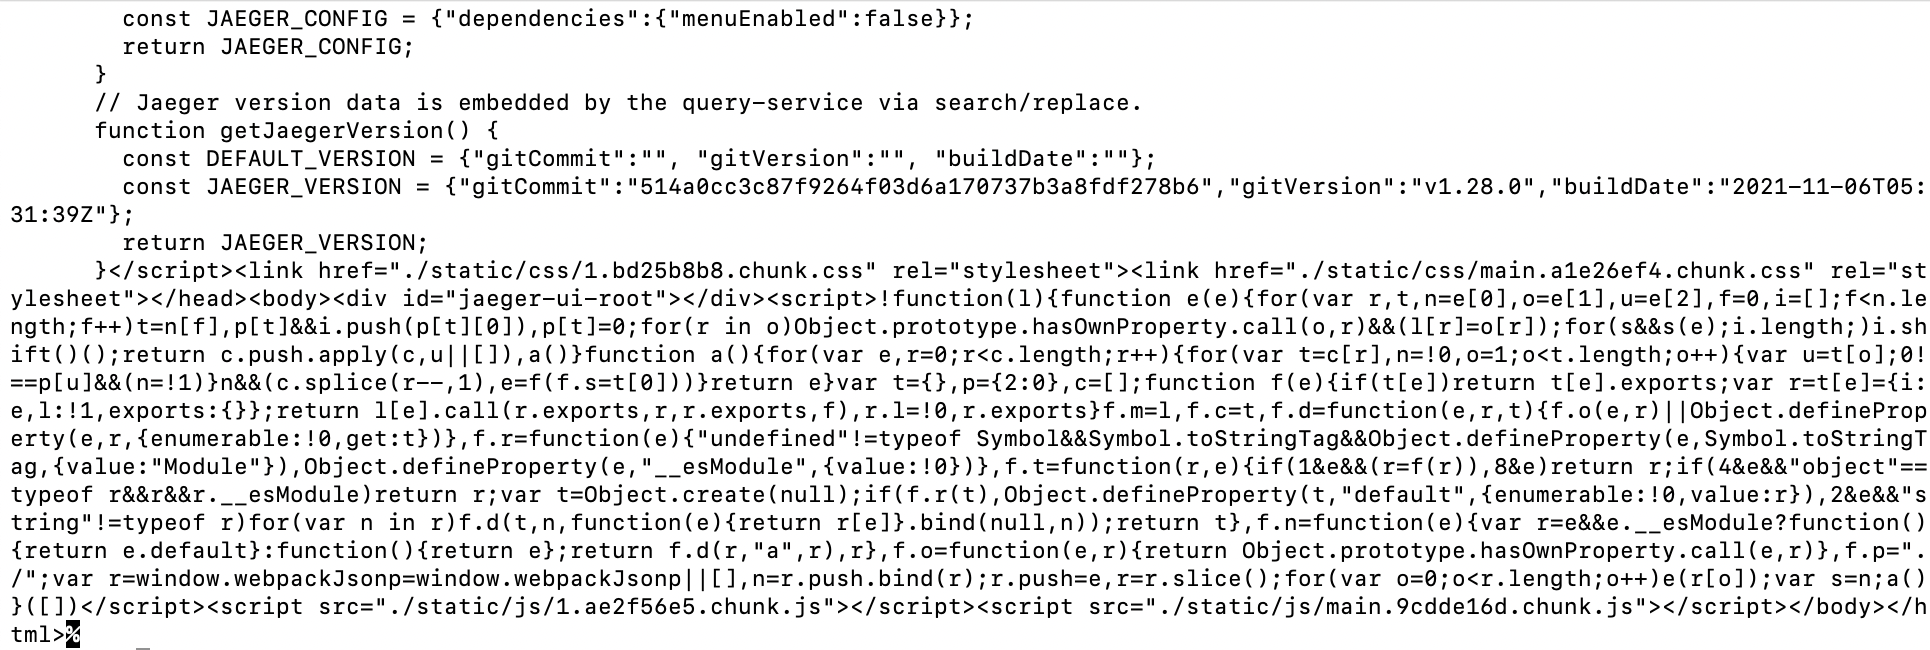 const JAEGER_CONFIG = {"dependencies":{"menuEnabled":false}};
        return JAEGER_CONFIG;
      }
      // Jaeger version data is embedded by the query-service via search/replace.
      function getJaegerVersion() {
        const DEFAULT_VERSION = {"gitCommit":"", "gitVersion":"", "buildDate":""};
        const JAEGER_VERSION = {"gitCommit":"514a0cc3c87f9264f03d6a170737b3a8fdf278b6","gitVersion":"v1.28.0","buildDate":"2021-11-06T05:
31:39Z"};
        return JAEGER_VERSION;
      }</script><link href="./static/css/1.bd25b8b8.chunk.css" rel="stylesheet"><link href="./static/css/main.a1e26ef4.chunk.css" rel="st
ylesheet"></head><body><div id="jaeger-ui-root"></div><script>!function(l){function e(e){for(var r,t,n=e[0],o=e[1],u=e[2],f=0,i=[];f<n.le
ngth;f++)t=n[f],p[t]&&i.push(p[t][0]),p[t]=0;for(r in o)Object.prototype.hasOwnProperty.call(o,r)&&(l[r]=o[r]);for(s&&s(e);i.length;)i.sh
ift()();return c.push.apply(c,u||[]),a()}function a(){for(var e,r=0;r<c.length;r++){for(var t=c[r],n=!0,o=1;o<t.length;o++){var u=t[o];0!
==p[u]&&(n=!1)}n&&(c.splice(r--,1),e=f(f.s=t[0]))}return e}var t={},p={2:0},c=[];function f(e){if(t[e])return t[e].exports;var r=t[e]={i:
e,l:!1,exports:{}};return l[e].call(r.exports,r,r.exports,f),r.l=!0,r.exports}f.m=l,f.c=t,f.d=function(e,r,t){f.o(e,r)||Object.defineProp
erty(e,r,{enumerable:!0,get:t})},f.r=function(e){"undefined"!=typeof Symbol&&Symbol.toStringTag&&Object.defineProperty(e,Symbol.toStringT
ag,{value:"Module"}),Object.defineProperty(e,"__esModule",{value:!0})},f.t=function(r,e){if(1&e&&(r=f(r)),8&e)return r;if(4&e&&"object"==
typeof r&&r&&r.__esModule)return r;var t=Object.create(null);if(f.r(t),Object.defineProperty(t,"default",{enumerable:!0,value:r}),2&e&&"s
tring"!=typeof r)for(var n in r)f.d(t,n,function(e){return r[e]}.bind(null,n));return t},f.n=function(e){var r=e&&e.__esModule?function()
{return e.default}:function(){return e};return f.d(r,"a",r),r},f.o=function(e,r){return Object.prototype.hasOwnProperty.call(e,r)},f.p=".
/";var r=window.webpackJsonp=window.webpackJsonp||[],n=r.push.bind(r);r.push=e,r=r.slice();for(var o=0;o<r.length;o++)e(r[o]);var s=n;a()
}([])</script><script src="./static/js/1.ae2f56e5.chunk.js"></script><script src="./static/js/main.9cdde16d.chunk.js"></script></body></h
tml>%